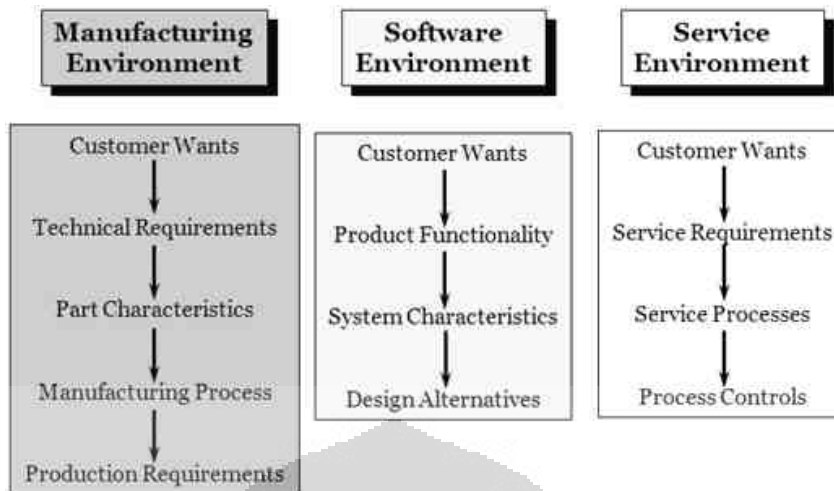 Manufacturing
Environment
Customer Wants
Technical Requirements
Part Characteristics
Manufacturing Process
Production Requirements
Software
Environment
Customer Wants
Product Functionality
System Characteristics
Design Alternatives
Service
Environment
Customer Wants
Service Requirements
Service Processes
Process Controls